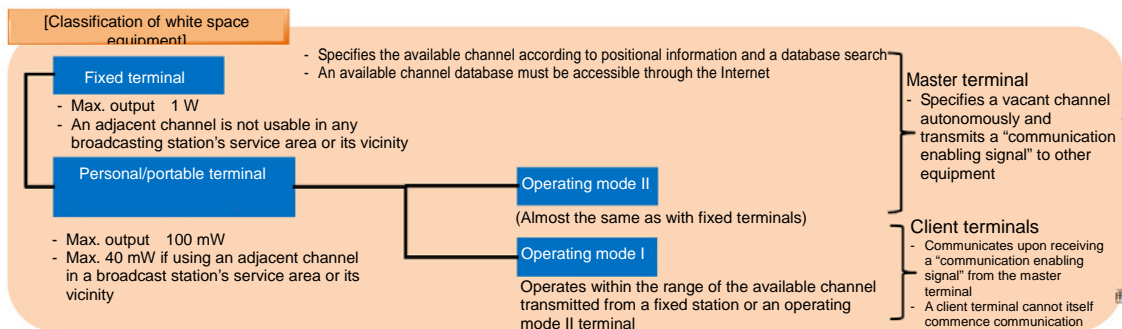 [Classification of white space
equipment]
- Specifies the available channel according to positional information and a database search
- An available channel database must be accessible through the Internet
Fixed terminal
- Max. output 1 W
- An adjacent channel is not usable in any
broadcasting station's service area or its vicinity
Master terminal
- Specifies a vacant channel
autonomously and
transmits a “communication
enabling signal” to other
equipment
Personal/portable terminal
- Max. output 100 mW
- Max. 40 mW if using an adjacent channel
in a broadcast station's service area or its
vicinity
Operating mode II
(Almost the same as with fixed terminals)
Operating mode I
Operates within the range of the available channel
transmitted from a fixed station or an operating
mode II terminal
Client terminals
- Communicates upon receiving
a “communication enabling
signal” from the master
terminal
- A client terminal cannot itself
commence communication